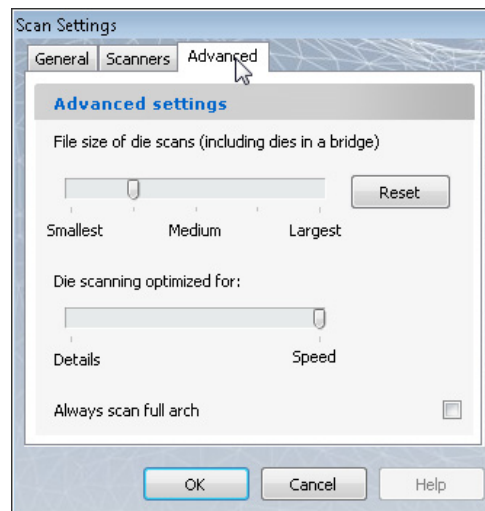 Scan Settings
General Scanners Advanced
Advanced settings
File size of die scans (including dies in a bridge)
Reset
Smallest Medium Largest
Die scanning optimized for:
Details Speed
Always scan full arch
OK Cancel Help